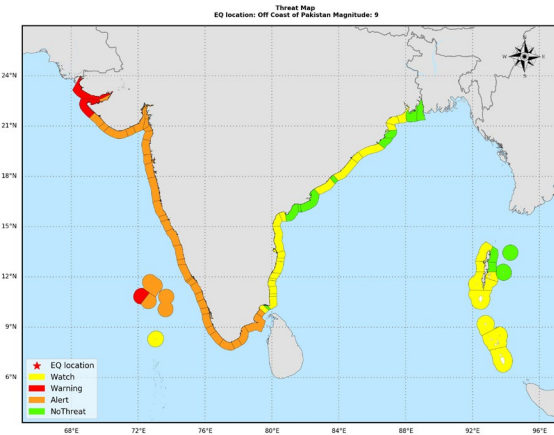 Threat Map
EQ location: Off Coast of Pakistan Magnitude: 9
N
W
E
S
24°N
21°N
18°N
15°N
12°N
9°N
6°N
EQ location
Watch
Warning
Alert
NoThreat
68°E
72°E
76°E
80°E
84°E
88°E
92°E
96°E